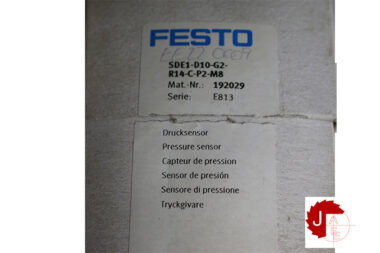 FESTO
SDE1-D10-G2-
R14-C-P2-M8
Mat.-Nr.: 192029
Serie: E813
Drucksensor
Pressure sensor
Capteur de pression
Sensor de presión
Sensore di pressione
Tryckgivare